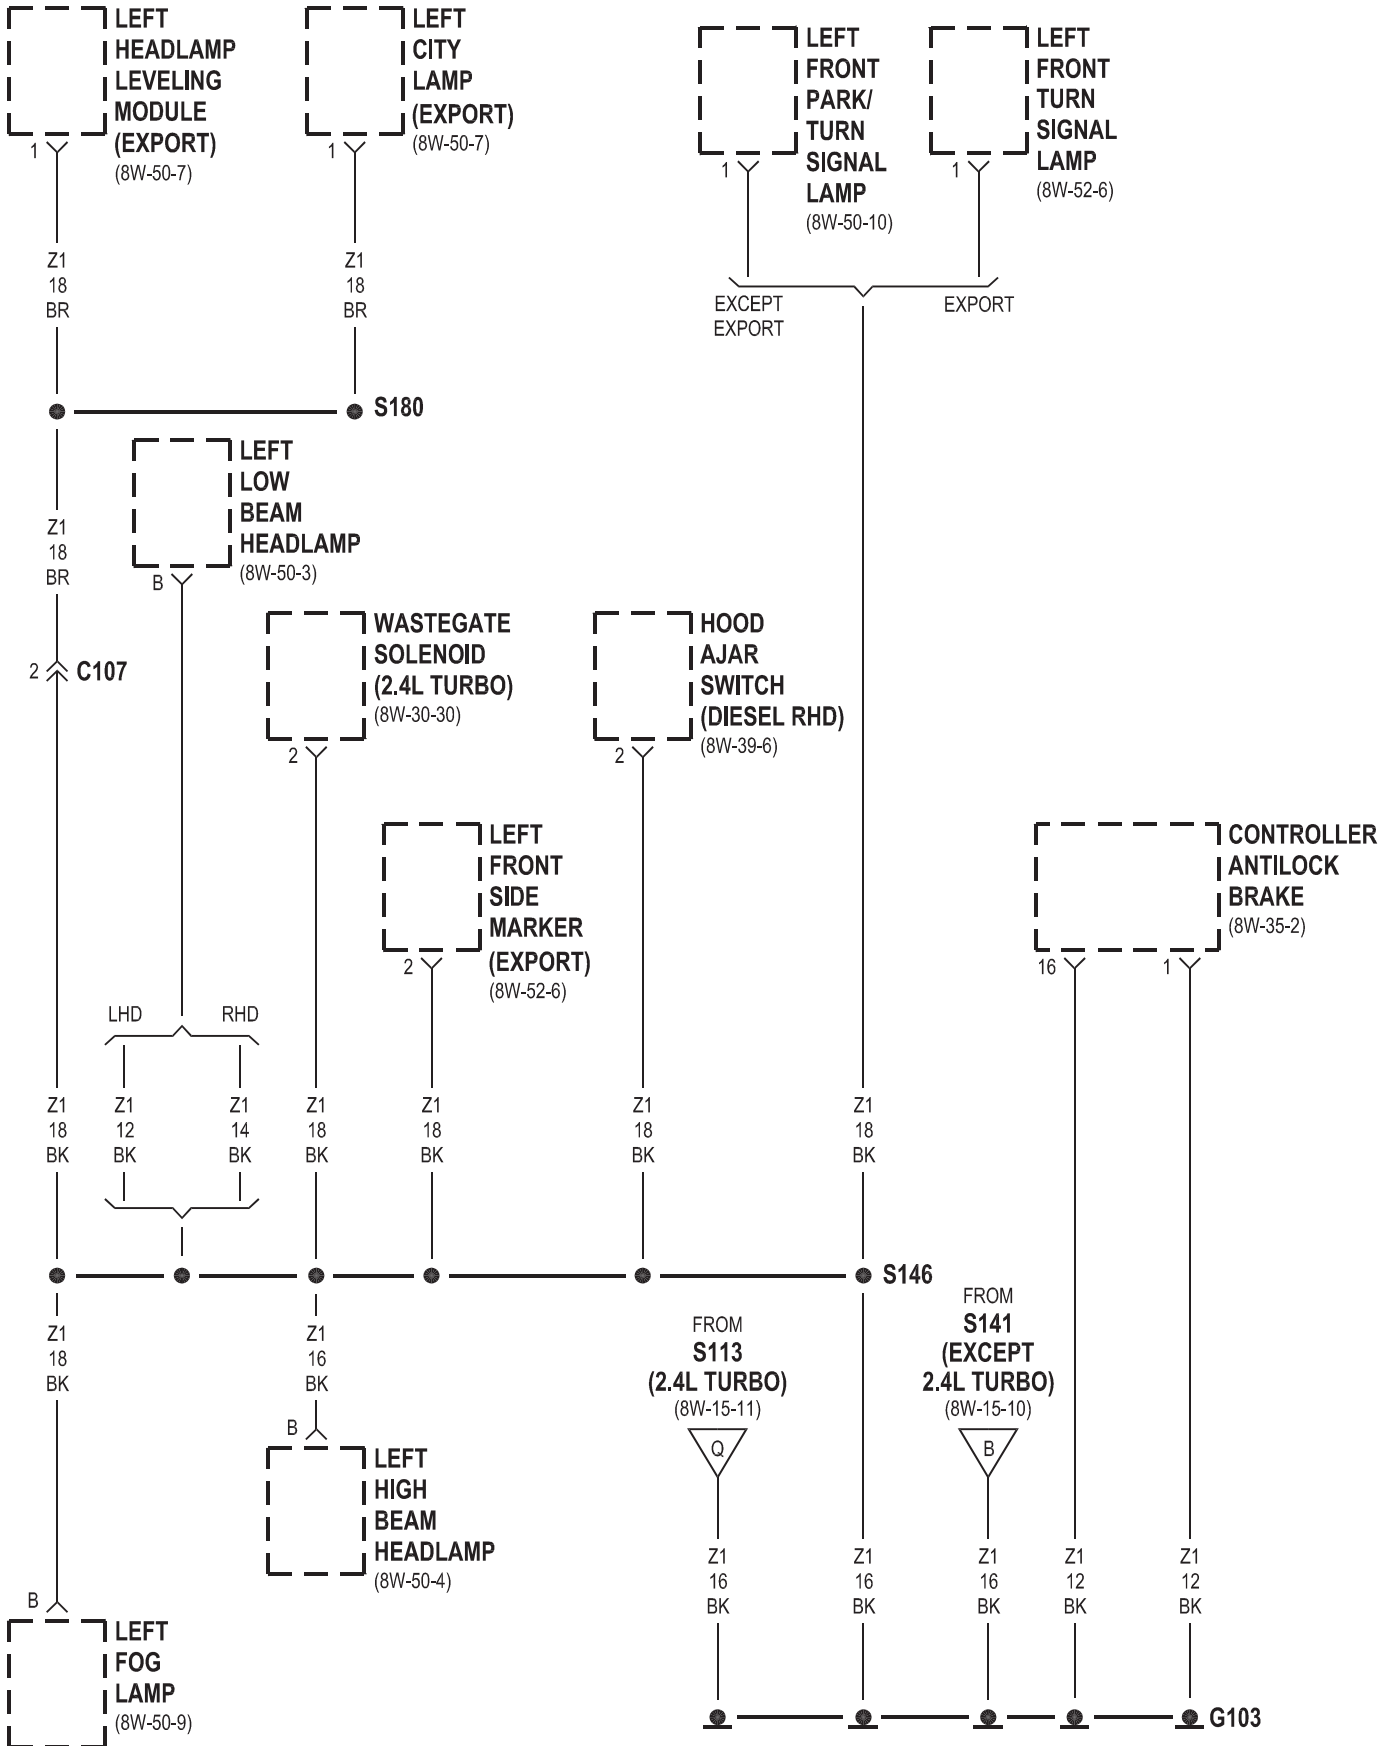 LEFT
HEADLAMP
LEVELING
MODULE
(EXPORT)
(8W-50-7)
1
LEFT
CITY
LAMP
(EXPORT)
(8W-50-7)
1
LEFT
FRONT
PARK/
TURN
SIGNAL
LAMP
(8W-50-10)
1
LEFT
FRONT
TURN
SIGNAL
LAMP
(8W-52-6)
1
Z1
18
BR
Z1
18
BR
EXCEPT
EXPORT
EXPORT
S180
LEFT
LOW
BEAM
HEADLAMP
(8W-50-3)
B
Z1
18
BR
2
C107
WASTEGATE
SOLENOID
(2.4L TURBO)
(8W-30-30)
2
HOOD
AJAR
SWITCH
(DIESEL RHD)
(8W-39-6)
2
LEFT
FRONT
SIDE
MARKER
(EXPORT)
(8W-52-6)
2
CONTROLLER
ANTILOCK
BRAKE
(8W-35-2)
16
1
LHD
RHD
Z1
18
BK
Z1
12
BK
Z1
14
BK
Z1
18
BK
Z1
18
BK
Z1
18
BK
Z1
18
BK
S146
Z1
18
BK
Z1
16
BK
FROM
S113
(2.4L TURBO)
(8W-15-11)
Q
FROM
S141
(EXCEPT
2.4L TURBO)
(8W-15-10)
B
B
LEFT
HIGH
BEAM
HEADLAMP
(8W-50-4)
Z1
16
BK
Z1
16
BK
Z1
16
BK
Z1
12
BK
Z1
12
BK
B
LEFT
FOG
LAMP
(8W-50-9)
G103